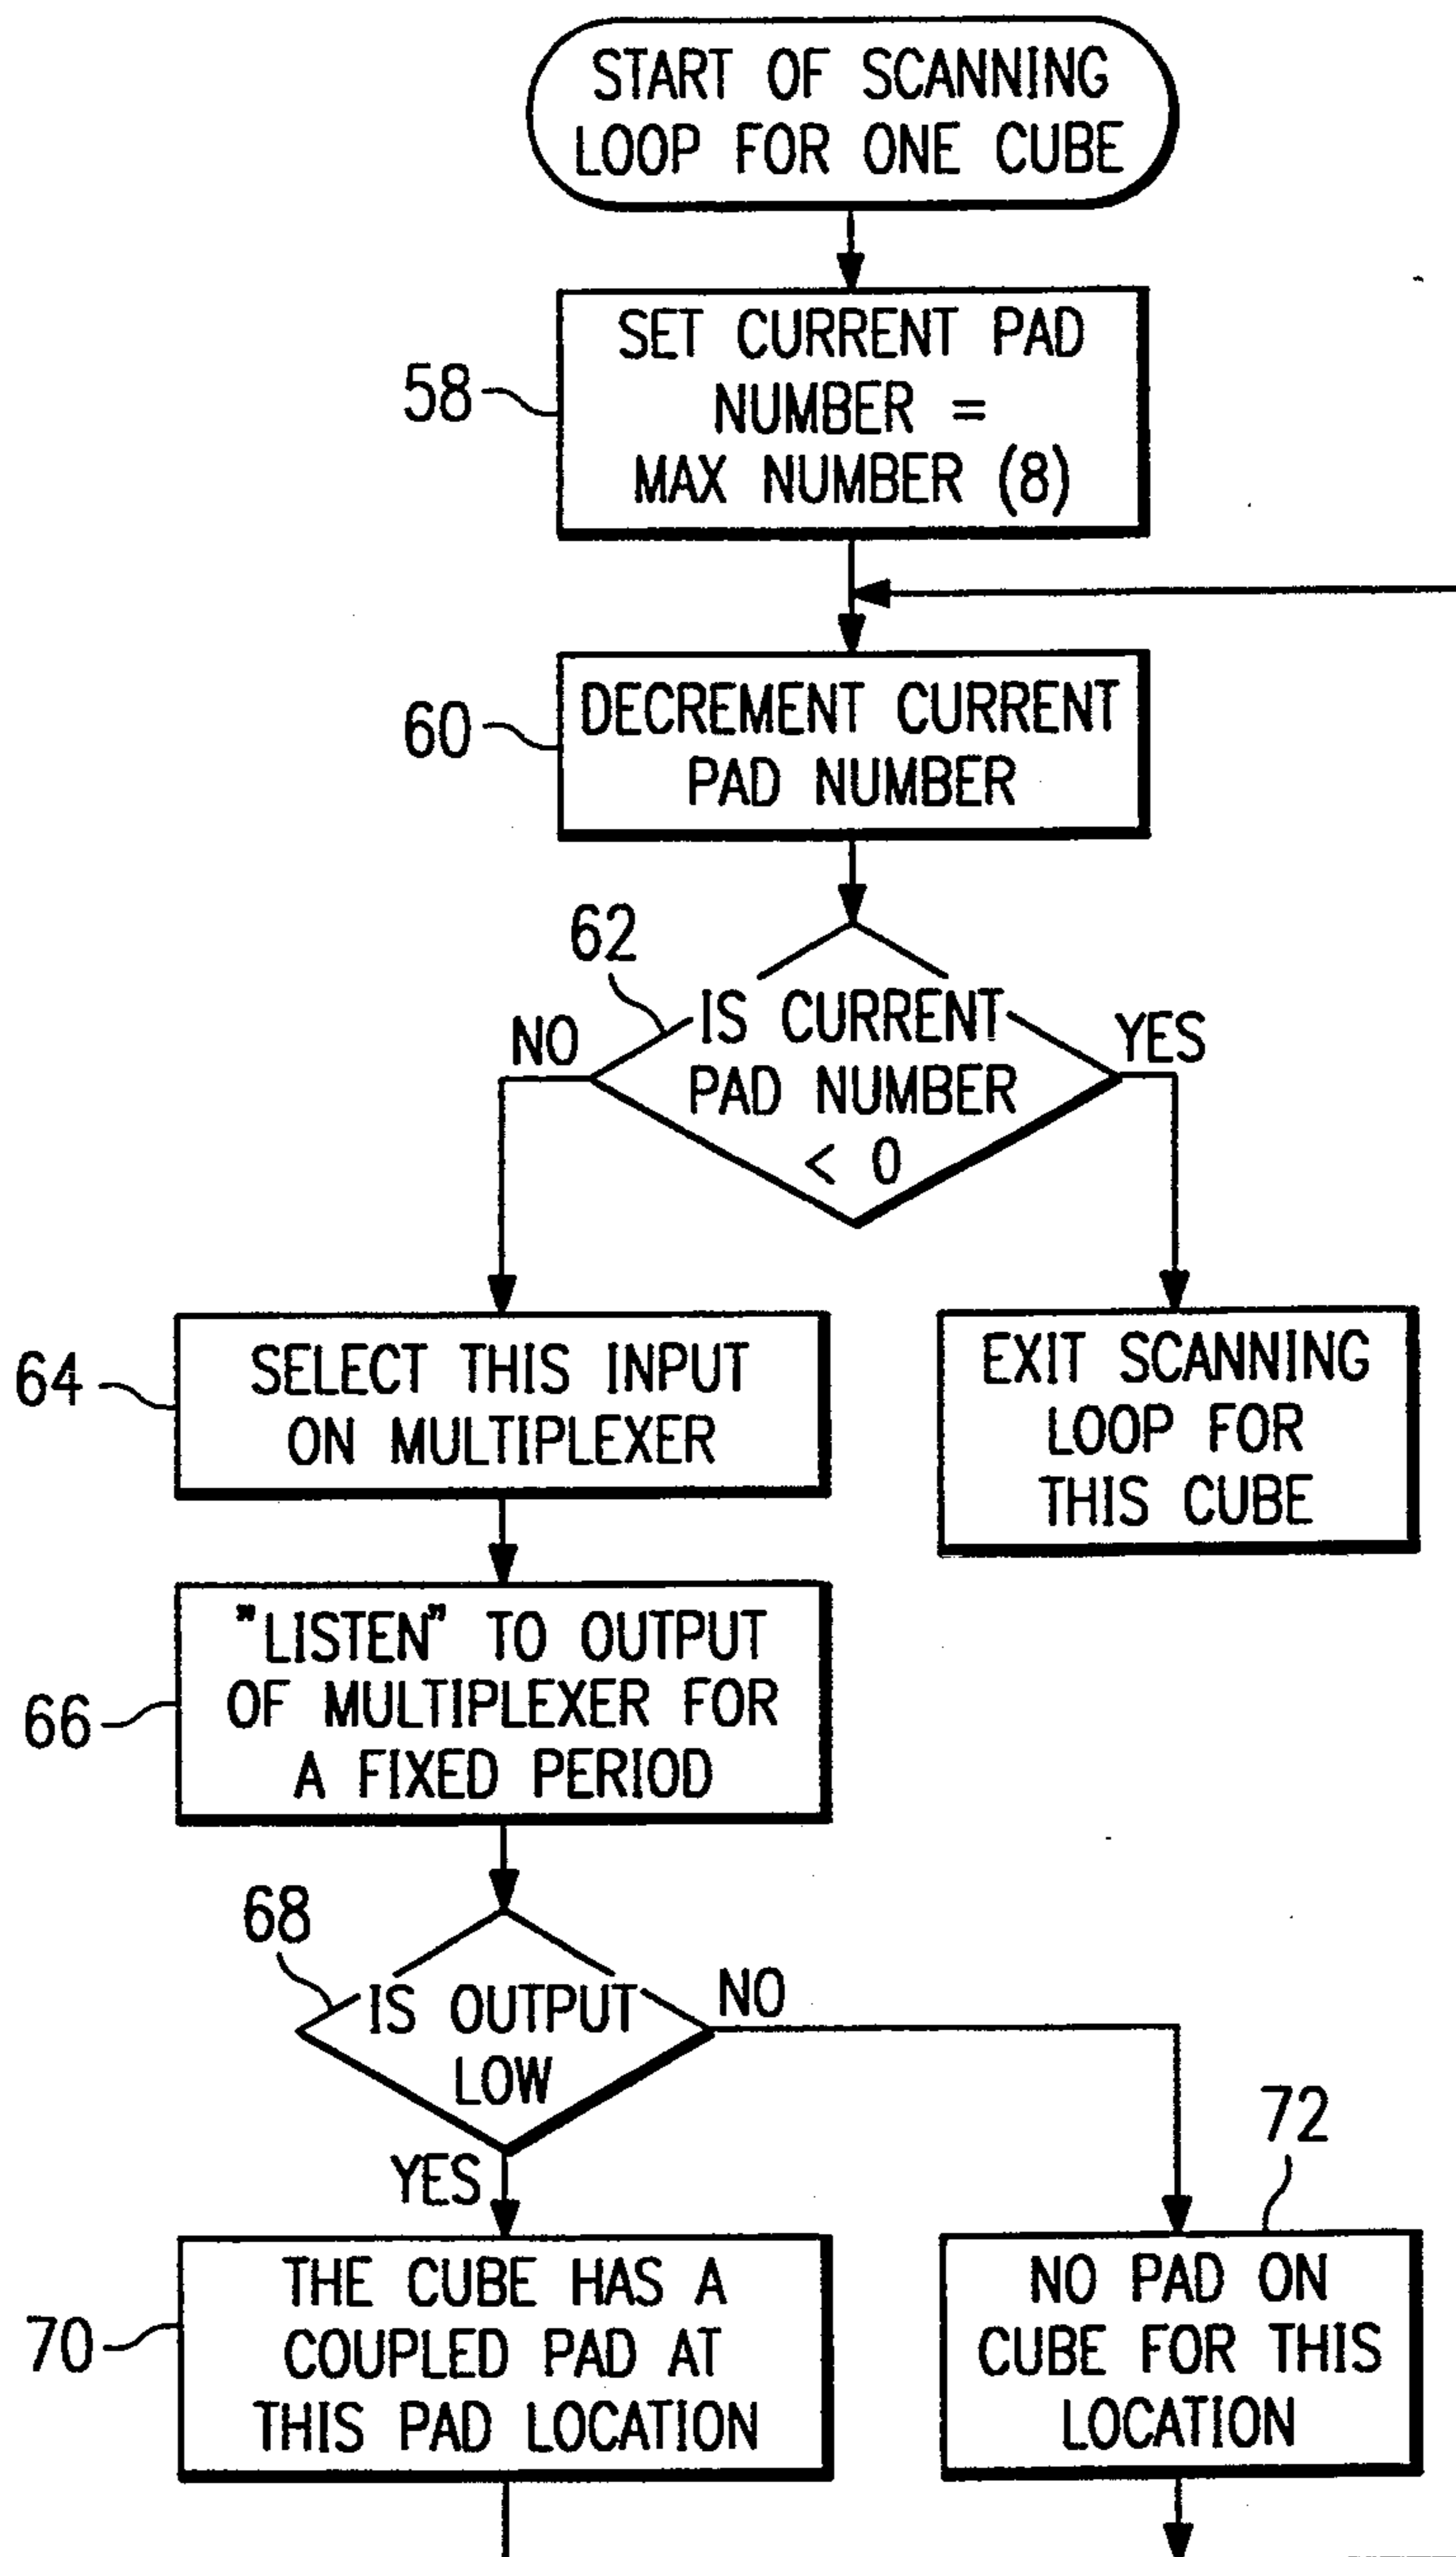 START OF SCANNING
LOOP FOR ONE CUBE
58
SET CURRENT PAD
NUMBER =
MAX NUMBER (8)
60
DECREMENT CURRENT
PAD NUMBER
62
NO
IS CURRENT
PAD NUMBER
< 0
YES
64
SELECT THIS INPUT
ON MULTIPLEXER
EXIT SCANNING
LOOP FOR
THIS CUBE
66
"LISTEN" TO OUTPUT
OF MULTIPLEXER FOR
A FIXED PERIOD
68
IS OUTPUT
LOW
NO
YES
70
THE CUBE HAS A
COUPLED PAD AT
THIS PAD LOCATION
72
NO PAD ON
CUBE FOR THIS
LOCATION